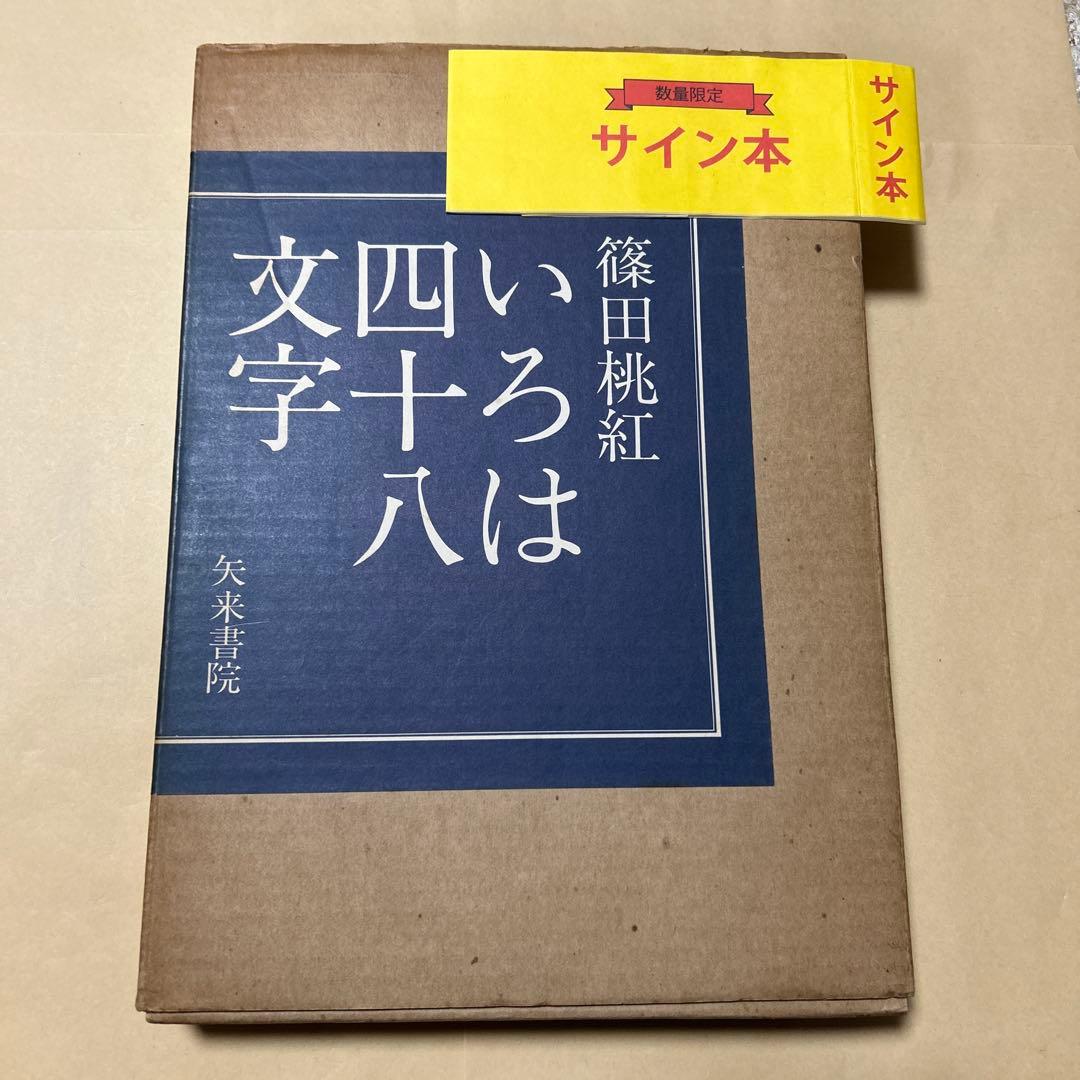 数量限定
サイン本
サイン本
篠田桃紅
いろは
四十八
文字
矢来書院